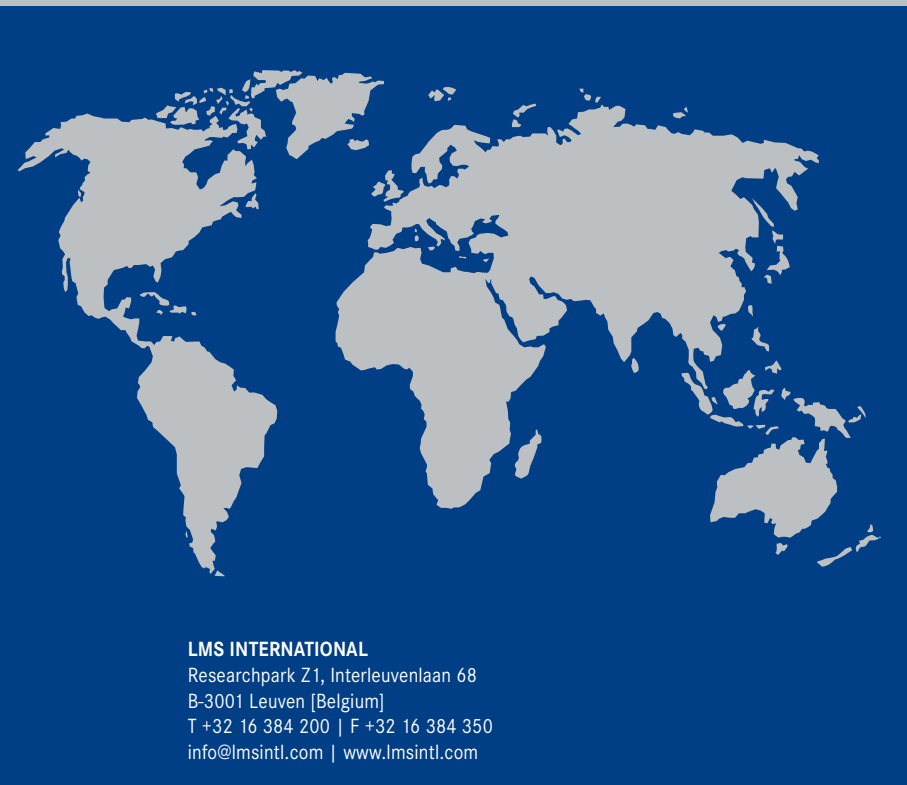 LMS INTERNATIONAL
Researchpark Z1, Interleuvenlaan 68
B-3001 Leuven [Belgium]
T +32 16 384 200 | F +32 16 384 350
info@lmsintl.com | www.lmsintl.com